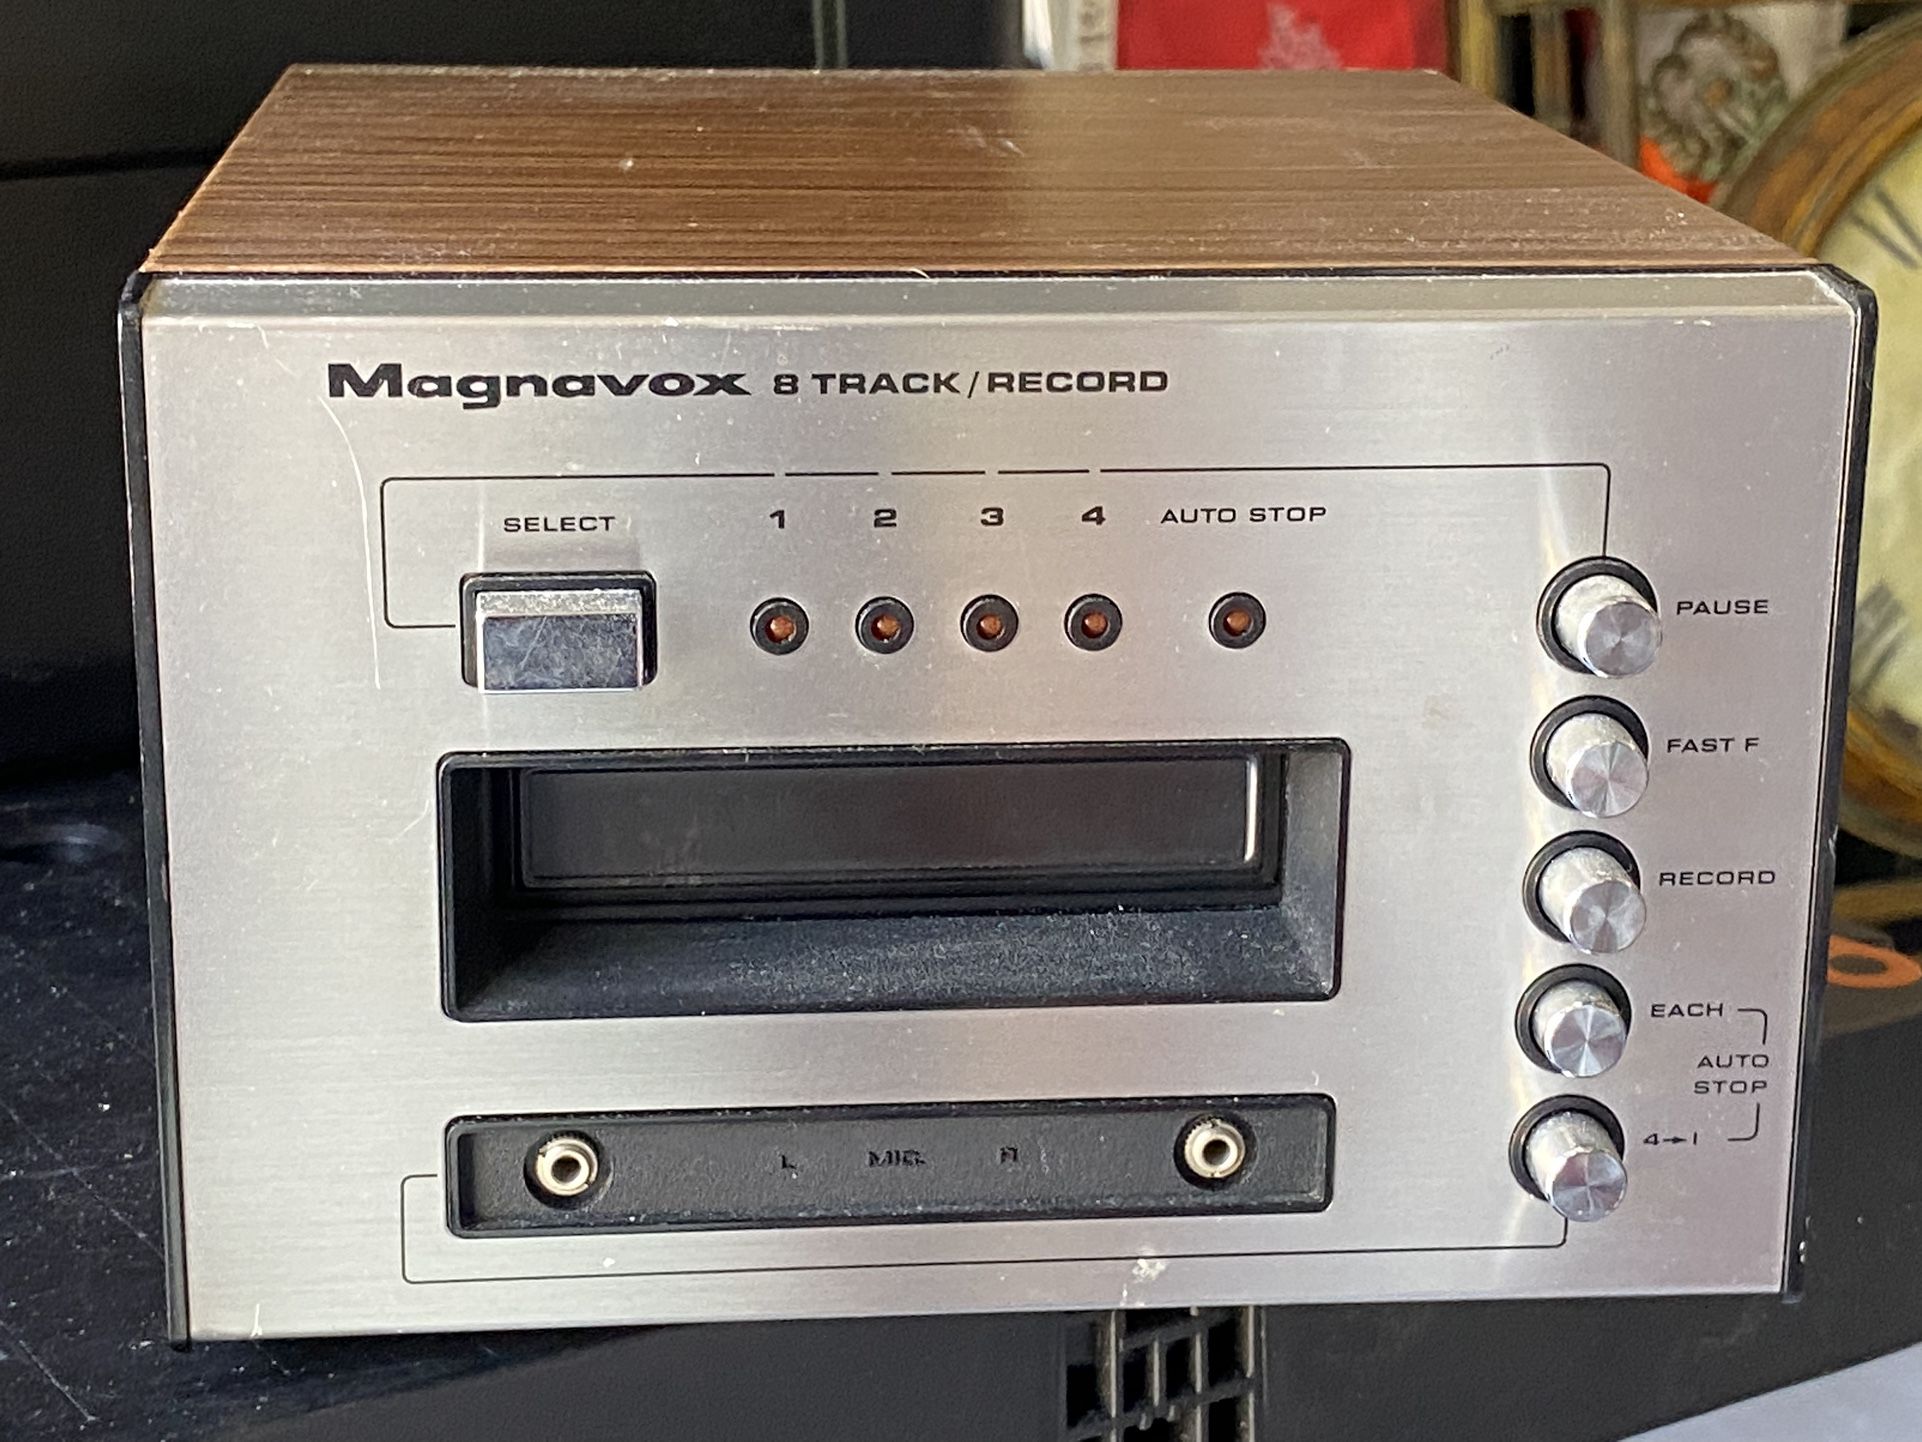 Magnavox 8 TRACK/RECORD
SELECT 1 2 3 4 AUTO STOP
PAUSE
FAST F
RECORD
EACH
AUTO
STOP
4→1
L MIC. R